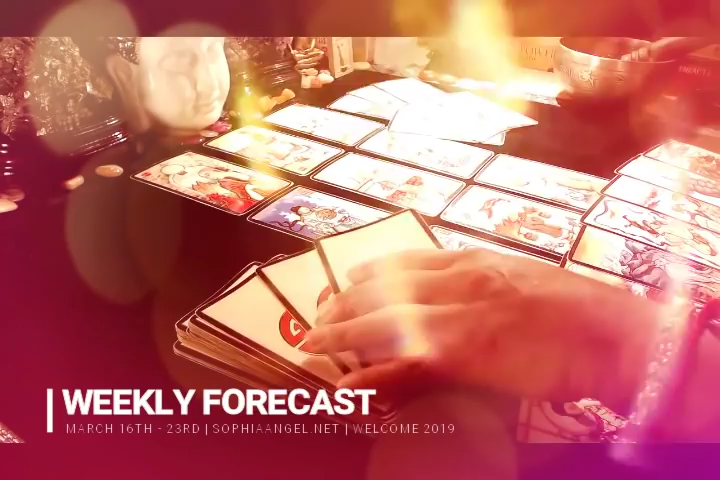 WEEKLY FORECAST
MARCH 16TH - 23RD | SOPHIAANGEL.NET | WELCOME 2019